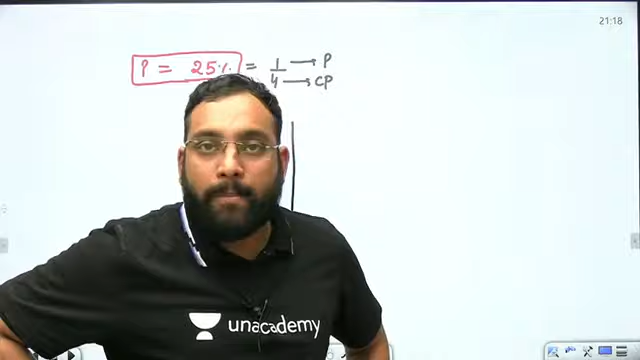 21:18
P = 25% = 1/4 → P
→ CP
unacademy